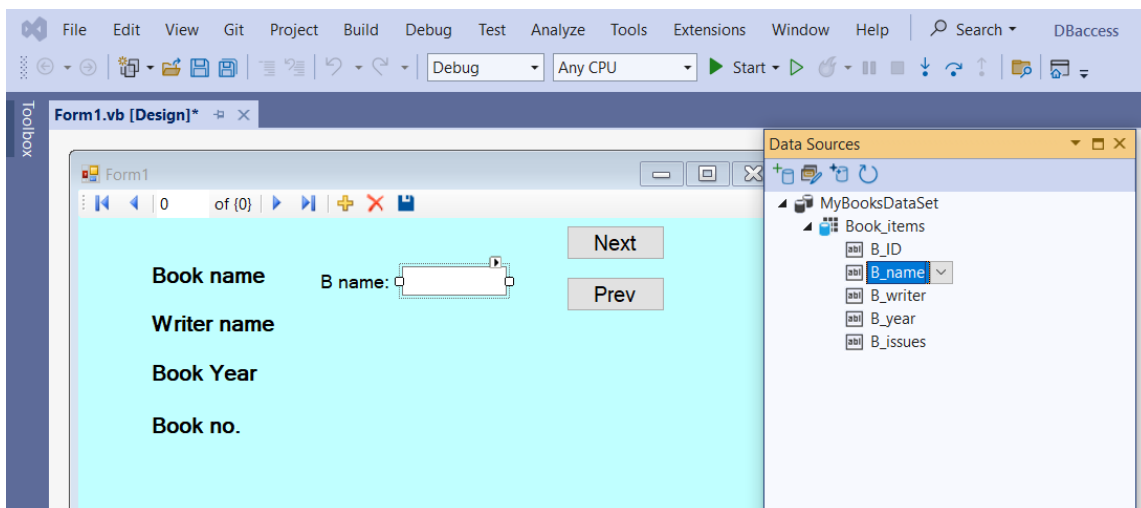 File Edit View Git Project Build Debug Test Analyze Tools Extensions Window Help Search DBaccess
Debug Any CPU Start
Toolbox
Form1.vb [Design]*
Form1
0 of {0}
Book name B name:
Writer name
Book Year
Book no.
Next
Prev
Data Sources
MyBooksDataSet
Book_items
B_ID
B_name
B_writer
B_year
B_issues